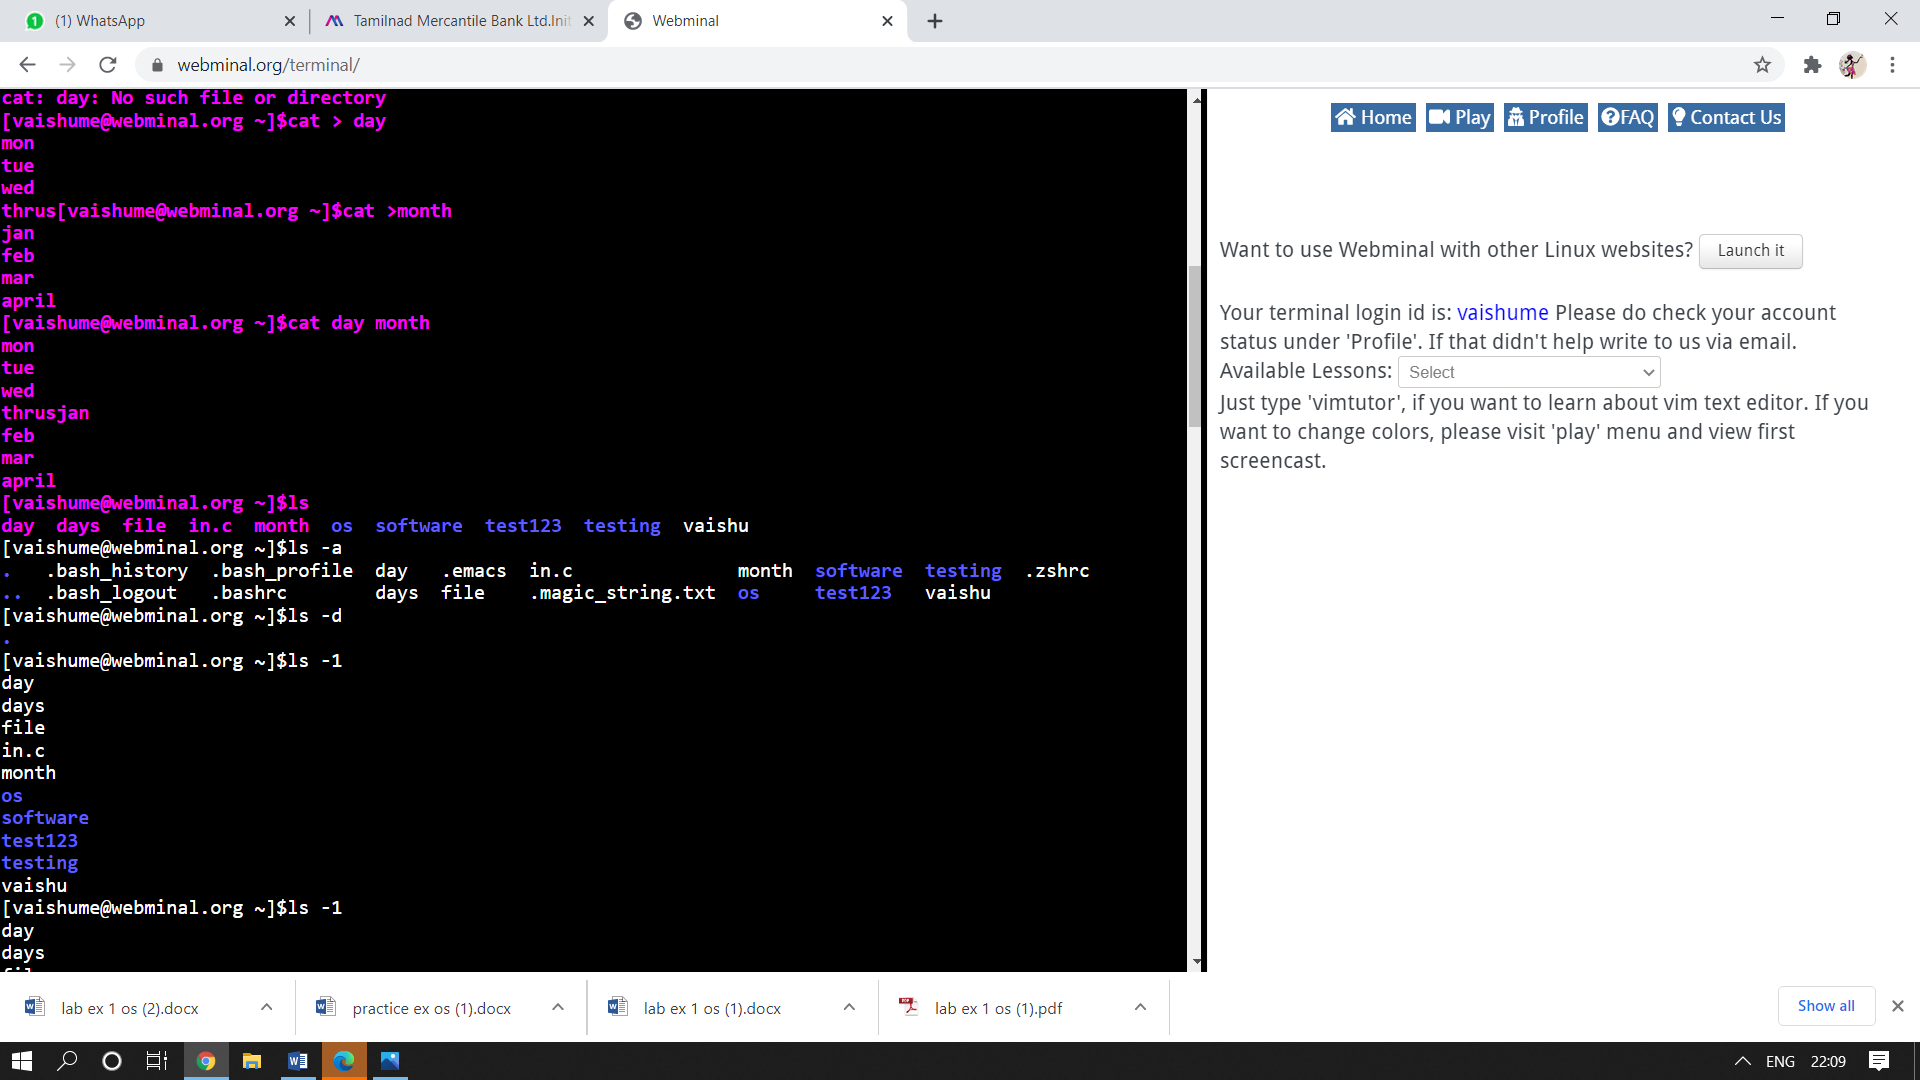 (1) WhatsApp
Tamilnad Mercantile Bank Ltd.Init
Webminal
webminal.org/terminal/
cat: day: No such file or directory
[vaishume@webminal.org ~]$cat > day
mon
tue
wed
thrus[vaishume@webminal.org ~]$cat >month
jan
feb
mar
april
[vaishume@webminal.org ~]$cat day month
mon
tue
wed
thrusjan
feb
mar
april
[vaishume@webminal.org ~]$ls
day days file in.c month os software test123 testing vaishu
[vaishume@webminal.org ~]$ls -a
. .bash_history .bash_profile day .emacs in.c month software testing .zshrc
.. .bash_logout .bashrc days file .magic_string.txt os test123 vaishu
[vaishume@webminal.org ~]$ls -d
.
[vaishume@webminal.org ~]$ls -1
day
days
file
in.c
month
os
software
test123
testing
vaishu
[vaishume@webminal.org ~]$ls -1
day
days
Home Play Profile FAQ Contact Us
Want to use Webminal with other Linux websites? Launch it
Your terminal login id is: vaishume Please do check your account
status under 'Profile'. If that didn't help write to us via email.
Available Lessons: Select
Just type 'vimtutor', if you want to learn about vim text editor. If you
want to change colors, please visit 'play' menu and view first
screencast.
lab ex 1 os (2).docx
practice ex os (1).docx
lab ex 1 os (1).docx
lab ex 1 os (1).pdf
Show all
ENG 22:09